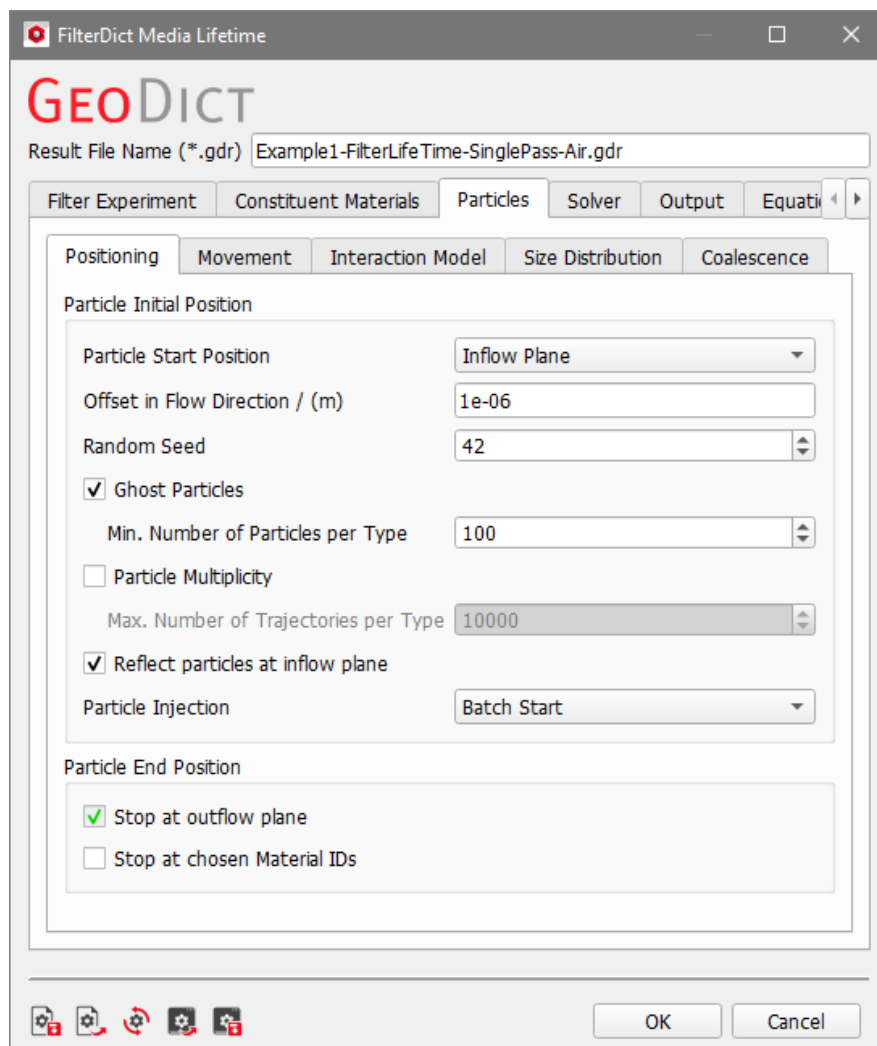 FilterDict Media Lifetime
GEODICT
Result File Name (*.gdr) Example1-FilterLifeTime-SinglePass-Air.gdr
Filter Experiment Constituent Materials Particles Solver Output Equati
Positioning Movement Interaction Model Size Distribution Coalescence
Particle Initial Position
Particle Start Position Inflow Plane
Offset in Flow Direction / (m) 1e-06
Random Seed 42
Ghost Particles
Min. Number of Particles per Type 100
Particle Multiplicity
Max. Number of Trajectories per Type 10000
Reflect particles at inflow plane
Particle Injection Batch Start
Particle End Position
Stop at outflow plane
Stop at chosen Material IDs
OK Cancel